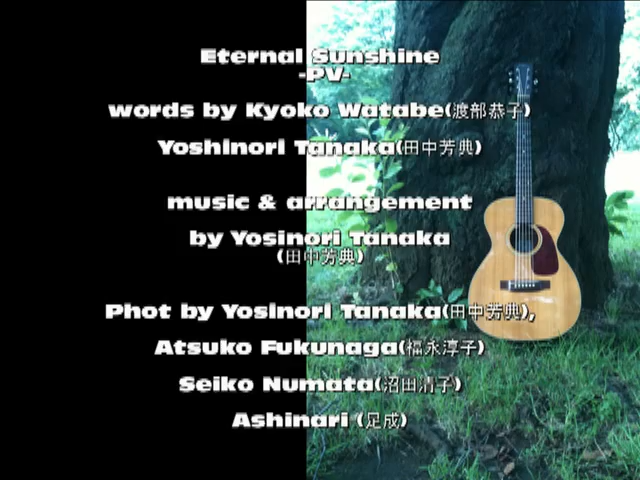 Eternal Sunshine
-PV-
words by Kyoko Watabe(渡部恭子)
Yoshinori Tanaka(田中芳典)
music & arrangement
by Yosinori Tanaka
(田中芳典)
Phot by Yosinori Tanaka(田中芳典),
Atsuko Fukunaga(福永淳子)
Seiko Numata(沼田清子)
Ashinari (足成)